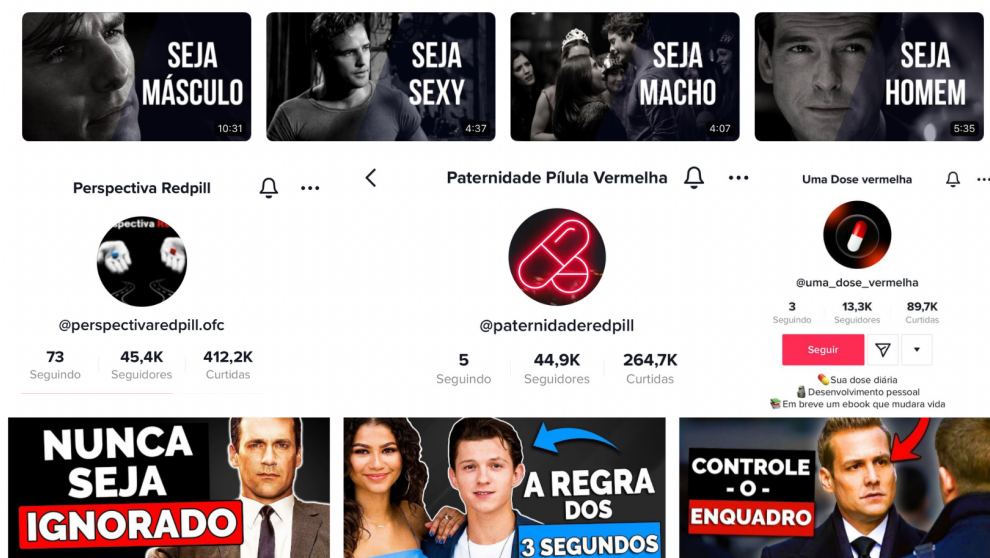 SEJA
MÁSCULO
10:31
SEJA
SEXY
4:37
SEJA
MACHO
4:07
SEJA
HOMEM
5:35
Perspectiva Redpill
spectiva Re
@perspectivaredpill.ofc
73
Seguindo
45,4K
Seguidores
412,2K
Curtidas
Paternidade Pílula Vermelha
@paternidaderedpill
5
Seguindo
44,9K
Seguidores
264,7K
Curtidas
Uma Dose vermelha
@uma_dose_vermelha
3
Seguindo
13,3K
Seguidores
89,7K
Curtidas
Seguir
Sua dose diária
Desenvolvimento pessoal
Em breve um ebook que mudara vida
NUNCA
SEJA
IGNORADO
A REGRA
DOS
3 SEGUNDOS
CONTROLE
- O -
ENQUADRO